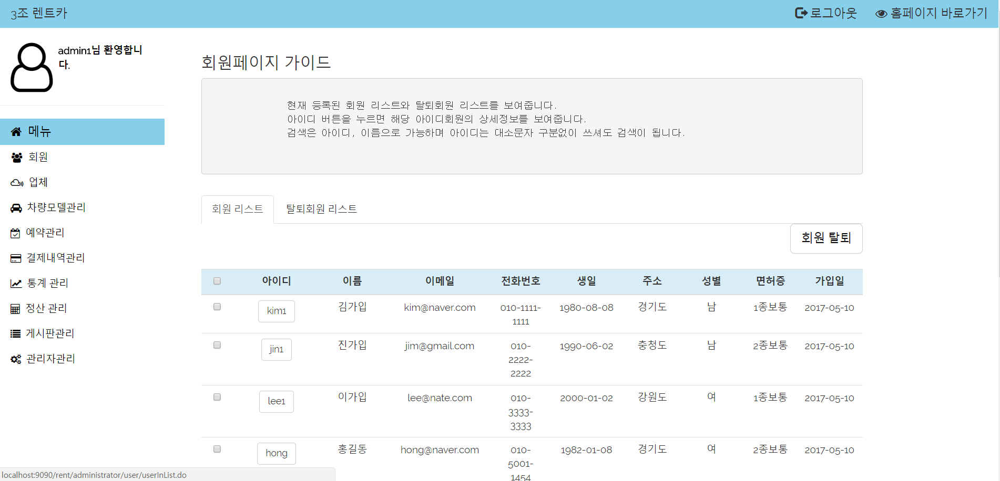 3조 렌트카
로그아웃 홈페이지 바로가기
admin1님 환영합니
다.
메뉴
회원
업체
차량모델관리
예약관리
결제내역관리
통계 관리
정산 관리
게시판관리
관리자관리
회원페이지 가이드
현재 등록된 회원 리스트와 탈퇴회원 리스트를 보여줍니다.
아이디 버튼을 누르면 해당 아이디회원의 상세정보를 보여줍니다.
검색은 아이디, 이름으로 가능하며 아이디는 대소문자 구분없이 쓰셔도 검색이 됩니다.
회원 리스트 탈퇴회원 리스트
회원 탈퇴
아이디 이름 이메일 전화번호 생일 주소 성별 면허증 가입일
kim1 김가입 kim@naver.com 010-1111- 1980-08-08 경기도 남 1종보통 2017-05-10
1111
jin1 진가입 jim@gmail.com 010- 1990-06-02 충청도 남 2종보통 2017-05-10
2222-
2222
lee1 이가입 lee@nate.com 010- 2000-01-02 강원도 여 1종보통 2017-05-10
3333-
3333
hong 홍길동 hong@naver.com 010- 1982-01-08 경기도 여 2종보통 2017-05-10
5001-
1454
localhost:9090/rent/administrator/user/userInList.do